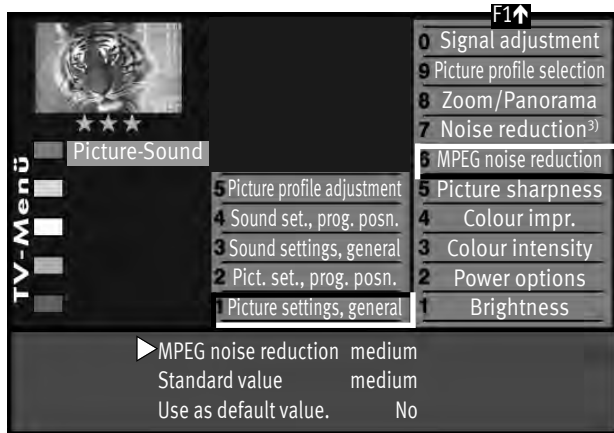 F1↑
0 Signal adjustment
9 Picture profile selection
8 Zoom/Panorama
7 Noise reduction3)
★★★
Picture-Sound
6 MPEG noise reduction
TV-Menü
5 Picture profile adjustment
5 Picture sharpness
4 Sound set., prog. posn.
4 Colour impr.
3 Sound settings, general
3 Colour intensity
2 Pict. set., prog. posn.
2 Power options
1 Picture settings, general
1 Brightness
MPEG noise reduction medium
Standard value medium
Use as default value. No